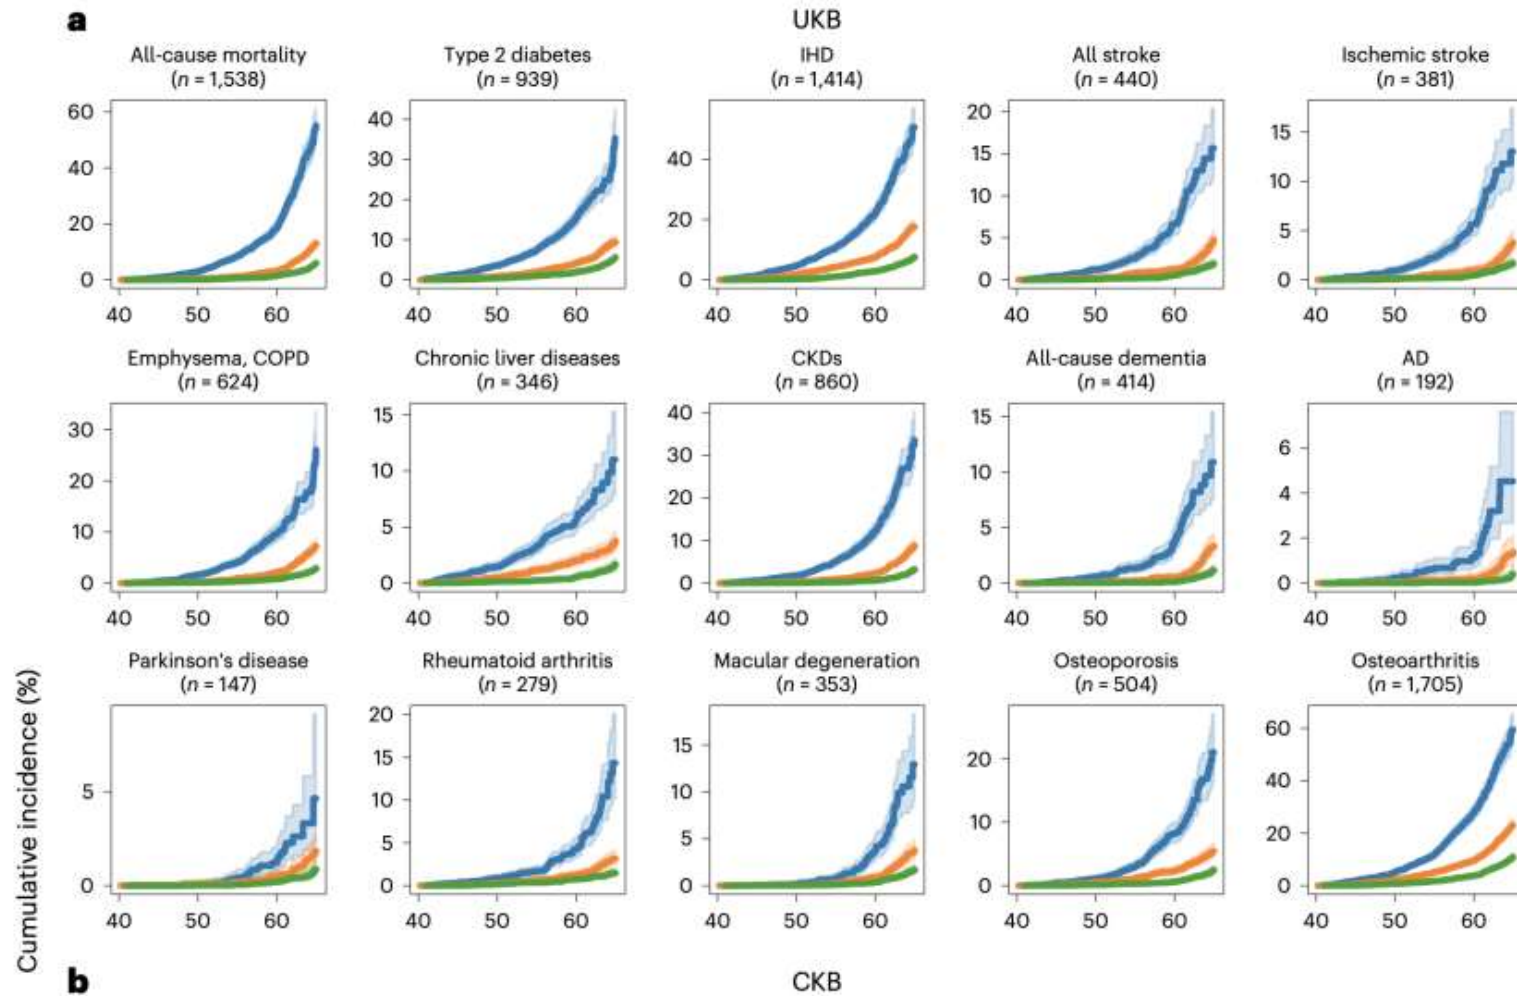 a
UKB
All-cause mortality
(n = 1,538)
Type 2 diabetes
(n = 939)
IHD
(n = 1,414)
All stroke
(n = 440)
Ischemic stroke
(n = 381)
60
40
20
0
40 50 60
40
30
20
10
0
40 50 60
40
20
0
40 50 60
20
15
10
5
0
40 50 60
15
10
5
0
40 50 60
Emphysema, COPD
(n = 624)
Chronic liver diseases
(n = 346)
CKDs
(n = 860)
All-cause dementia
(n = 414)
AD
(n = 192)
30
20
10
0
40 50 60
15
10
5
0
40 50 60
40
30
20
10
0
40 50 60
15
10
5
0
40 50 60
6
4
2
0
40 50 60
Cumulative incidence (%)
Parkinson's disease
(n = 147)
Rheumatoid arthritis
(n = 279)
Macular degeneration
(n = 353)
Osteoporosis
(n = 504)
Osteoarthritis
(n = 1,705)
5
0
40 50 60
20
15
10
5
0
40 50 60
15
10
5
0
40 50 60
20
10
0
40 50 60
60
40
20
0
40 50 60
b
CKB